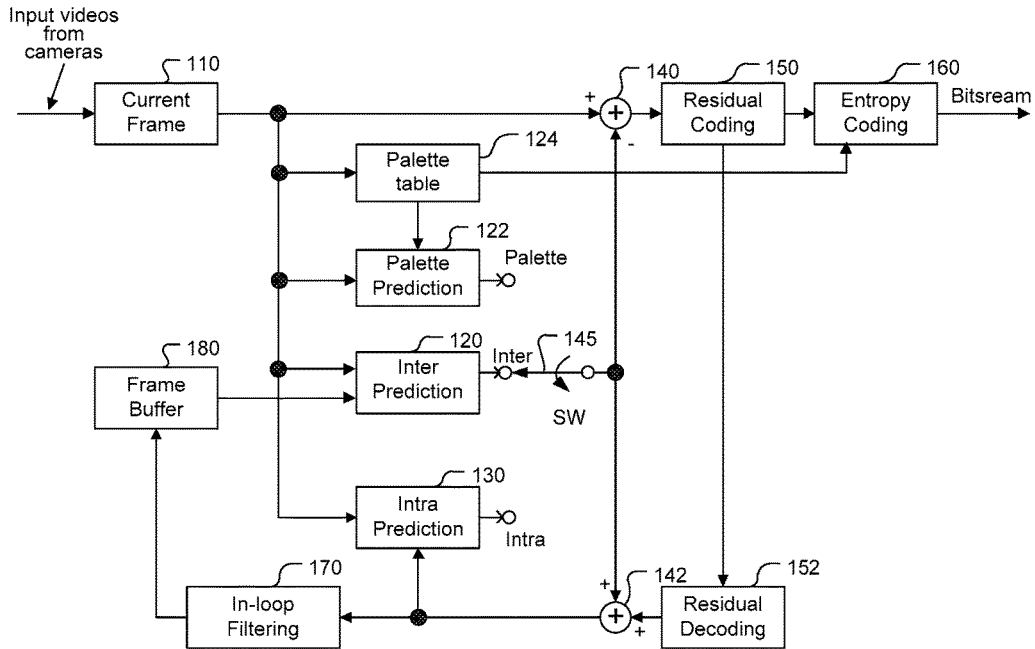 Input videos
from
cameras
110
Current
Frame
+
140
-
150
Residual
Coding
160
Entropy
Coding
Bitsream
124
Palette
table
122
Palette
Prediction
Palette
120
Inter
Prediction
Inter
145
SW
180
Frame
Buffer
130
Intra
Prediction
Intra
170
In-loop
Filtering
+
142
+
152
Residual
Decoding